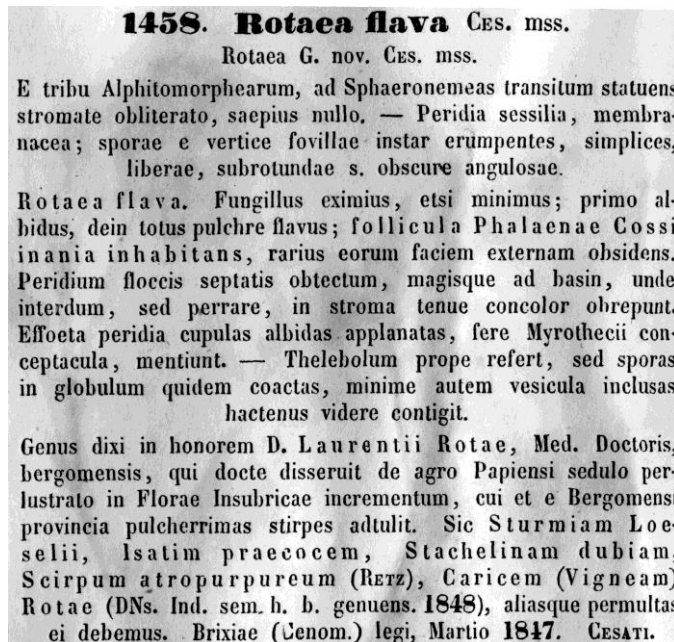 1458. Rotaea flava Ces. mss.
Rotaea G. nov. Ces. mss.
E tribu Alphitomorphearum, ad Sphaeronemeas transitum statuens
stromate obliterato, saepius nullo. — Peridia sessilia, membra-
nacea; sporae e vertice fovillae instar erumpentes, simplices,
liberae, subrotundae s. obscure angulosae.
Rotaea flava. Fungillus eximius, etsi minimus; primo al-
bidus, dein totus pulchre flavus; follicula Phalaenae Cossi
inania inhabitans, rarius eorum faciem externam obsidens.
Peridium floccis septatis obtectum, magisque ad basin, unde
interdum, sed perrare, in stroma tenue concolor obrepunt.
Effoeta peridia cupulas albidas applanatas, fere Myrothecii con-
ceptacula, mentiunt. — Thelebolum prope refert, sed sporas
in globulum quidem coactas, minime autem vesicula inclusas
hactenus videre contigit.
Genus dixi in honorem D. Laurentii Rotae, Med. Doctoris,
bergomensis, qui docte disseruit de agro Papiensi sedulo per-
lustrato in Florae Insubricae incrementum, cui et e Bergomensi
provincia pulcherrimas stirpes adtulit. Sic Sturmiam Loe-
selii, Isatim praecocem, Stachelinam dubiam,
Scirpum atropurpureum (Retz), Caricem (Vigneam)
Rotae (DNs. Ind. sem. h. b. genuens. 1848), aliasque permultas
ei debemus. Brixiae (Cenom.) legi, Martio 1847. Cesati.